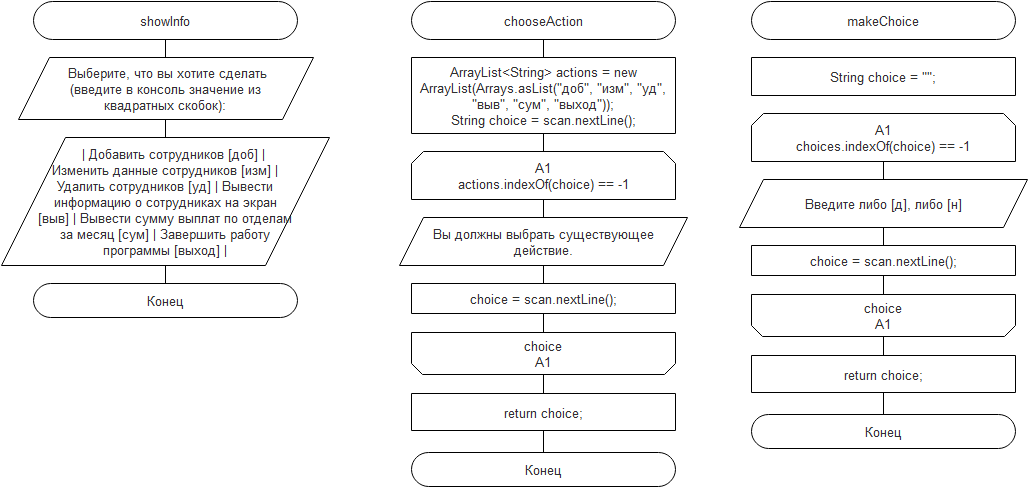 showInfo
Выберите, что вы хотите сделать
(введите в консоль значение из
квадратных скобок):
| Добавить сотрудников [доб] |
Изменить данные сотрудников [изм] |
Удалить сотрудников [уд] | Вывести
информацию о сотрудниках на экран
[выв] | Вывести сумму выплат по отделам
за месяц [сум] | Завершить работу
программы [выход] |
Конец
chooseAction
ArrayList<String> actions = new
ArrayList(Arrays.asList("доб", "изм", "уд",
"выв", "сум", "выход"));
String choice = scan.nextLine();
A1
actions.indexOf(choice) == -1
Вы должны выбрать существующее
действие.
choice = scan.nextLine();
choice
A1
return choice;
Конец
makeChoice
String choice = "";
A1
choices.indexOf(choice) == -1
Введите либо [д], либо [н]
choice = scan.nextLine();
choice
A1
return choice;
Конец